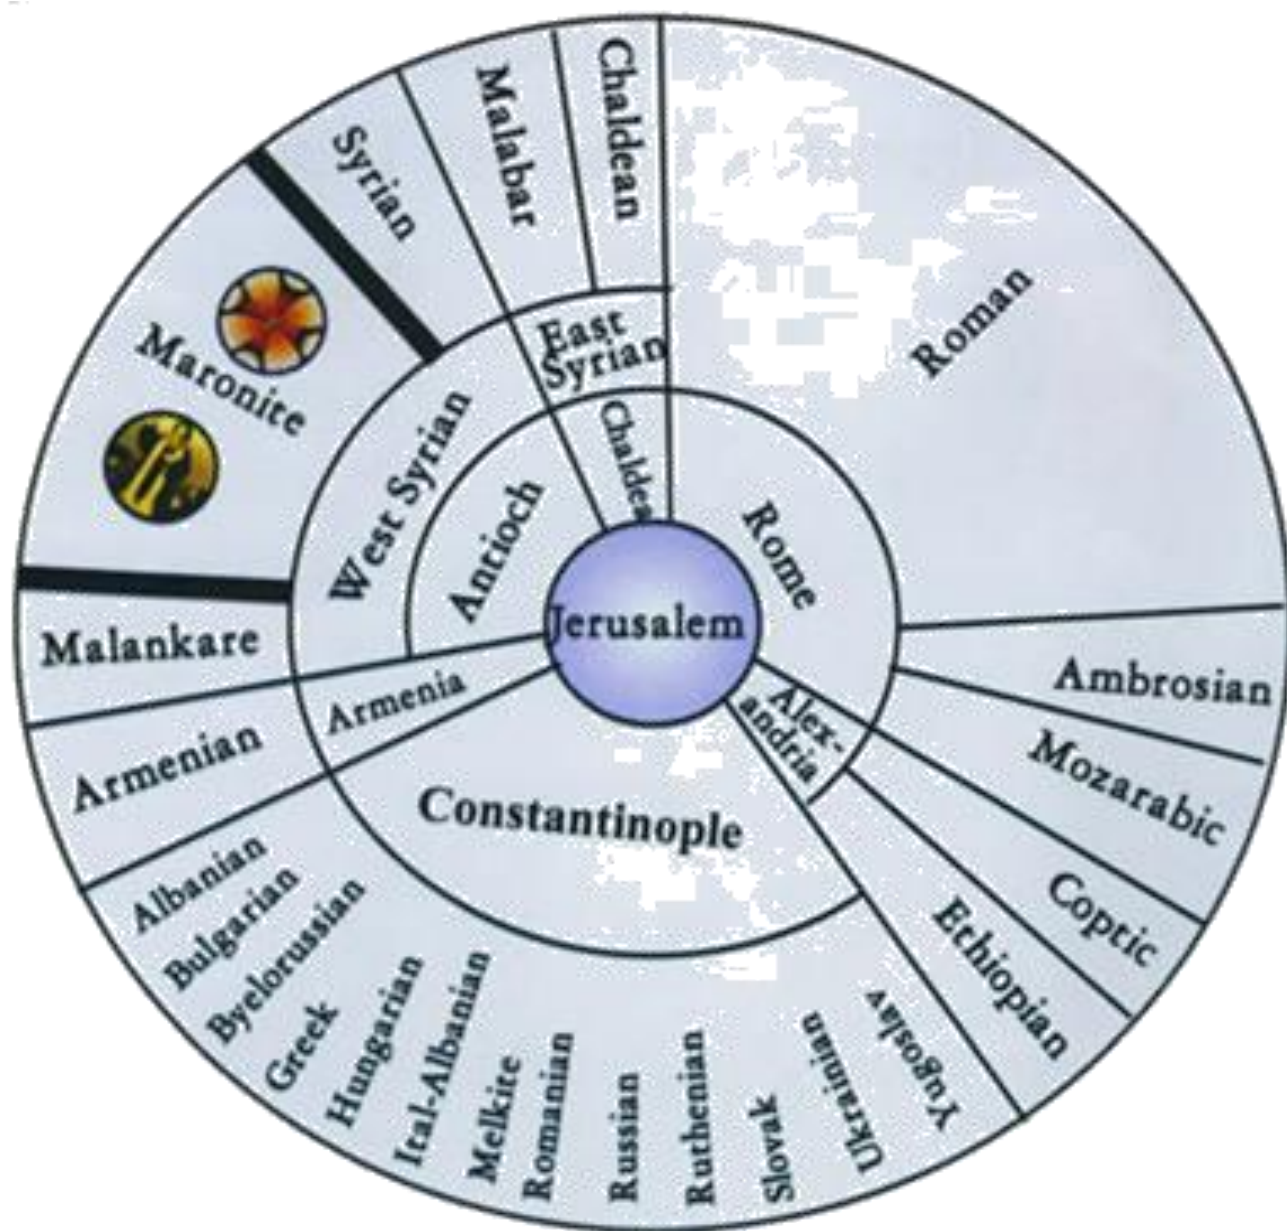 Jerusalem
Rome
Roman
Ambrosian
Mozarabic
Alex-
andria
Coptic
Ethiopian
Constantinople
Yugoslav
Ukrainian
Slovak
Ruthenian
Russian
Romanian
Melkite
Ital-Albanian
Hungarian
Greek
Byelorussian
Bulgarian
Albanian
Armenia
Armenian
Antioch
West Syrian
Malankare
Maronite
Syrian
Chaldea
East
Syrian
Malabar
Chaldean